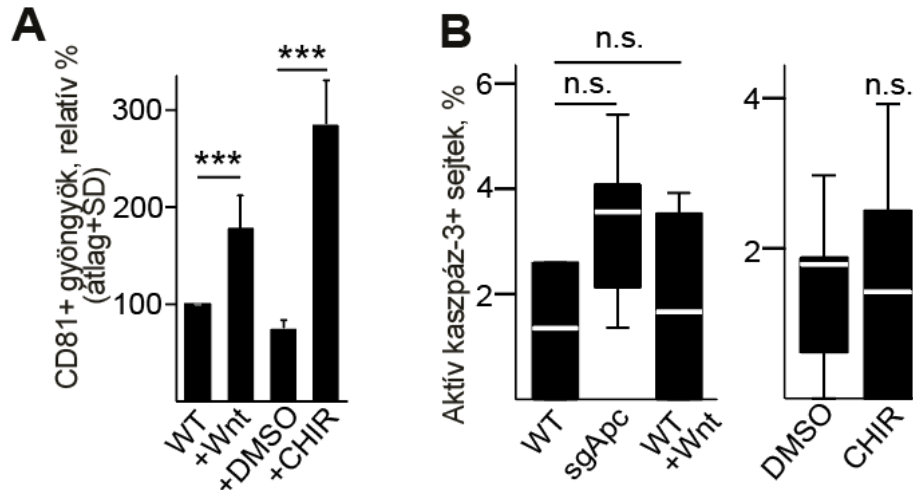 A
CD81+ gyöngyök, relatív %
(átlag+SD)
300
200
100
***
***
WT
+Wnt
+DMSO
+CHIR
B
Aktív kaszpáz-3+ sejtek, %
6
4
2
n.s.
n.s.
WT
sgApc
WT
+Wnt
4
2
n.s.
DMSO
CHIR